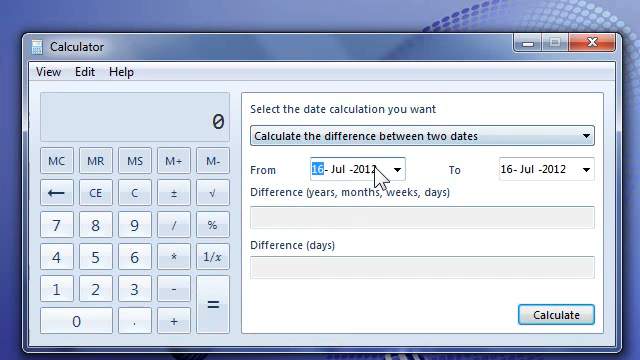 Calculator
View Edit Help
0
MC MR MS M+ M-
← CE C ± √
7 8 9 / %
4 5 6 * 1/x
1 2 3 - =
0 . +
Select the date calculation you want
Calculate the difference between two dates
From 16- Jul -2012 To 16- Jul -2012
Difference (years, months, weeks, days)
Difference (days)
Calculate